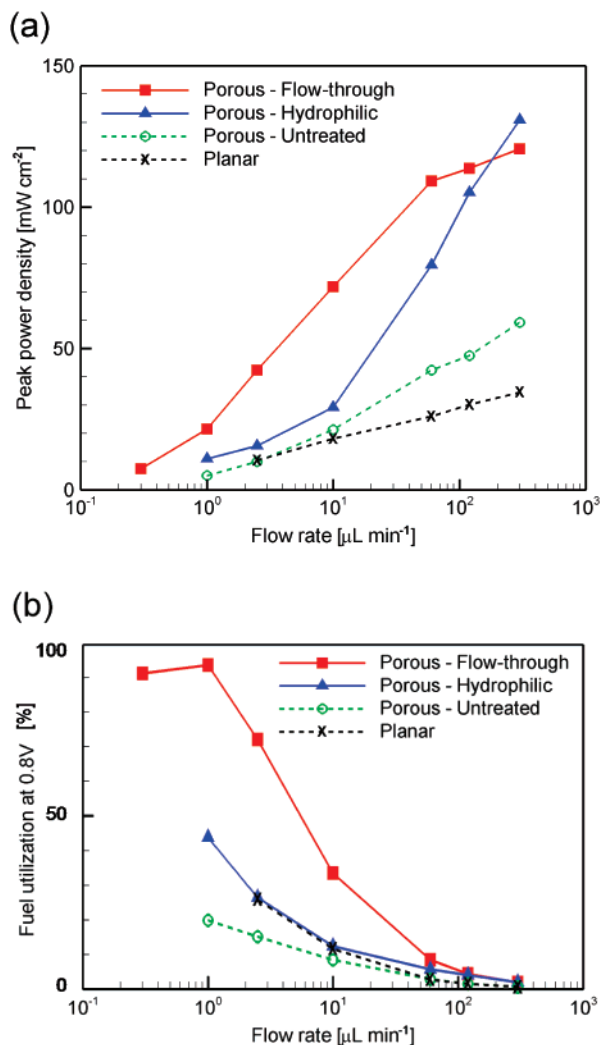 (a)
150
100
50
0
Peak power density [mW cm⁻²]
Porous - Flow-through
Porous - Hydrophilic
Porous - Untreated
Planar
10⁻¹ 10⁰ 10¹ 10² 10³
Flow rate [μL min⁻¹]
(b)
100
50
0
Fuel utilization at 0.8V [%]
Porous - Flow-through
Porous - Hydrophilic
Porous - Untreated
Planar
10⁻¹ 10⁰ 10¹ 10² 10³
Flow rate [μL min⁻¹]